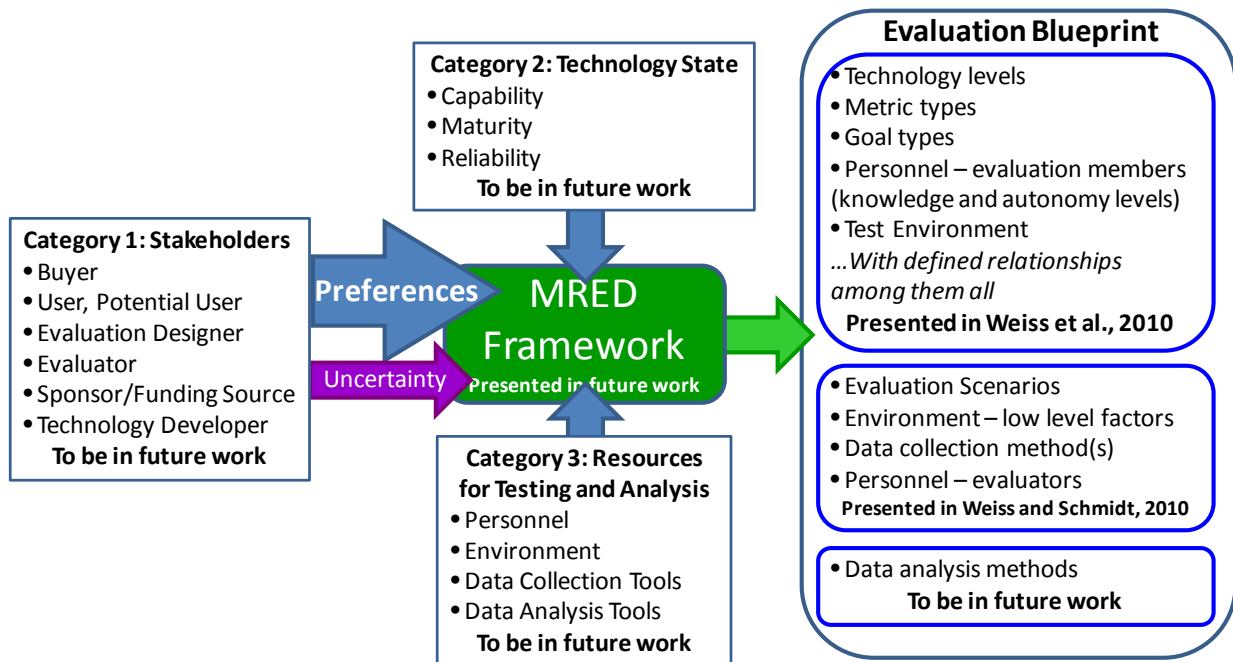 Category 1: Stakeholders
• Buyer
• User, Potential User
• Evaluation Designer
• Evaluator
• Sponsor/Funding Source
• Technology Developer
To be in future work
Category 2: Technology State
• Capability
• Maturity
• Reliability
To be in future work
Preferences
Uncertainty
MRED
Framework
Presented in future work
Category 3: Resources
for Testing and Analysis
• Personnel
• Environment
• Data Collection Tools
• Data Analysis Tools
To be in future work
Evaluation Blueprint
• Technology levels
• Metric types
• Goal types
• Personnel – evaluation members
(knowledge and autonomy levels)
• Test Environment
...With defined relationships
among them all
Presented in Weiss et al., 2010
• Evaluation Scenarios
• Environment – low level factors
• Data collection method(s)
• Personnel – evaluators
Presented in Weiss and Schmidt, 2010
• Data analysis methods
To be in future work